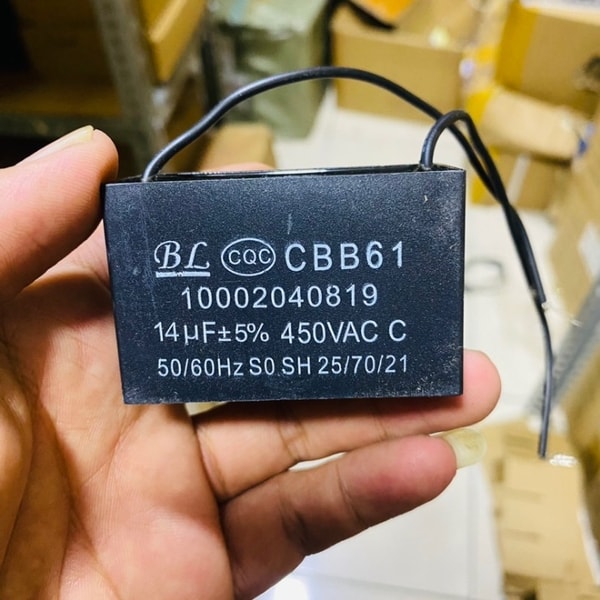 BL CQC CBB61
10002040819
14μF±5% 450VAC C
50/60Hz S0 SH 25/70/21